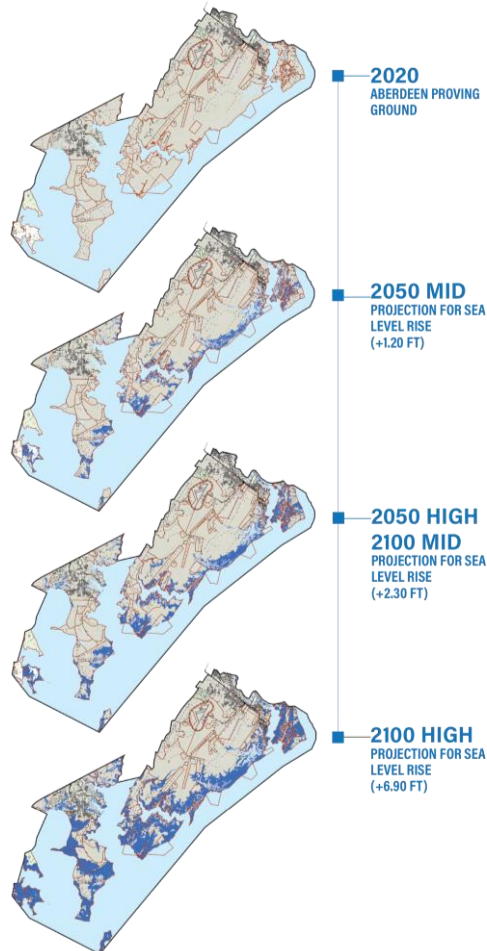 2020
ABERDEEN PROVING
GROUND
2050 MID
PROJECTION FOR SEA
LEVEL RISE
(+1.20 FT)
2050 HIGH
2100 MID
PROJECTION FOR SEA
LEVEL RISE
(+2.30 FT)
2100 HIGH
PROJECTION FOR SEA
LEVEL RISE
(+6.90 FT)